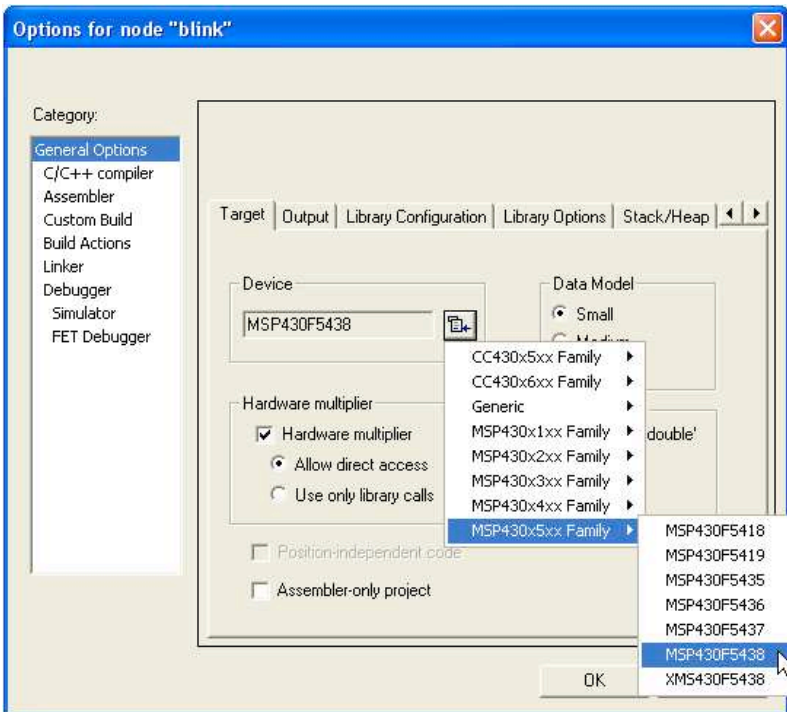 Options for node "blink"
Category:
General Options
C/C++ compiler
Assembler
Custom Build
Build Actions
Linker
Debugger
Simulator
FET Debugger
Target Output Library Configuration Library Options Stack/Heap
Device
MSP430F5438
Data Model
Small
Hardware multiplier
Hardware multiplier
Allow direct access
Use only library calls
double'
Position-independent code
Assembler-only project
CC430x5xx Family
CC430x6xx Family
Generic
MSP430x1xx Family
MSP430x2xx Family
MSP430x3xx Family
MSP430x4xx Family
MSP430x5xx Family
MSP430F5418
MSP430F5419
MSP430F5435
MSP430F5436
MSP430F5437
MSP430F5438
XMS430F5438
OK